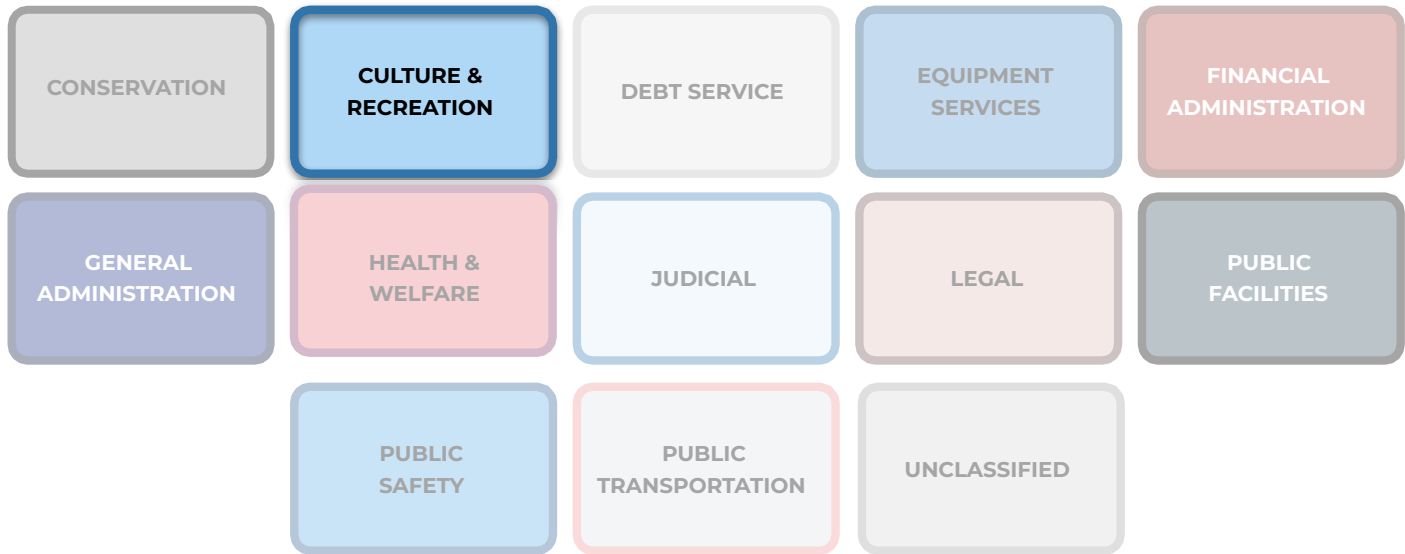 CONSERVATION
CULTURE &
RECREATION
DEBT SERVICE
EQUIPMENT
SERVICES
FINANCIAL
ADMINISTRATION
GENERAL
ADMINISTRATION
HEALTH &
WELFARE
JUDICIAL
LEGAL
PUBLIC
FACILITIES
PUBLIC
SAFETY
PUBLIC
TRANSPORTATION
UNCLASSIFIED